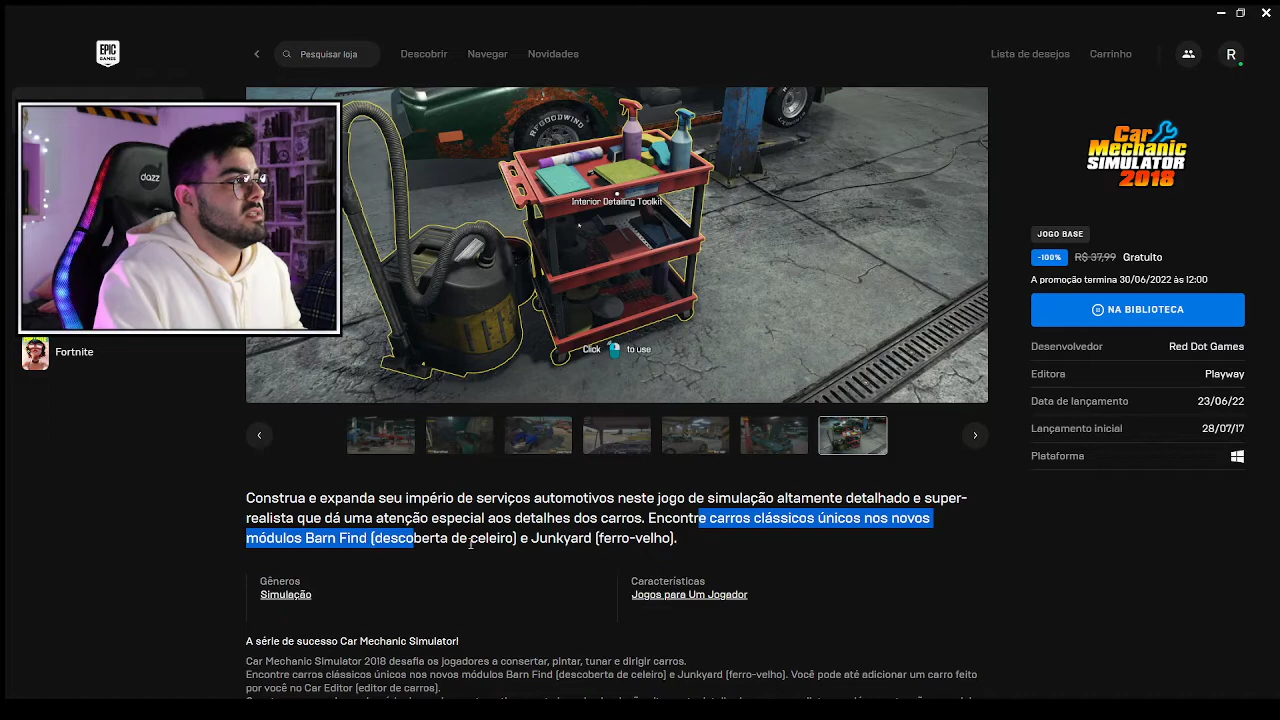 EPIC
GAMES
Pesquisar loja
Descobrir
Navegar
Novidades
Lista de desejos
Carrinho
R
dazz
RFGOODWIND
Interior Detailing Toolkit
Click to use
Fortnite
Car
Mechanic
SIMULATOR
2018
JOGO BASE
-100% R$ 37,99 Gratuito
A promoção termina 30/06/2022 às 12:00
NA BIBLIOTECA
Desenvolvedor Red Dot Games
Editora Playway
Data de lançamento 23/06/22
Lançamento inicial 28/07/17
Plataforma
Construa e expanda seu império de serviços automotivos neste jogo de simulação altamente detalhado e super-
realista que dá uma atenção especial aos detalhes dos carros. Encontre carros clássicos únicos nos novos
módulos Barn Find (descoberta de celeiro) e Junkyard (ferro-velho).
Gêneros
Simulação
Características
Jogos para Um Jogador
A série de sucesso Car Mechanic Simulator!
Car Mechanic Simulator 2018 desafia os jogadores a consertar, pintar, tunar e dirigir carros.
Encontre carros clássicos únicos nos novos módulos Barn Find (descoberta de celeiro) e Junkyard (ferro-velho). Você pode até adicionar um carro feito
por você no Car Editor (editor de carros).